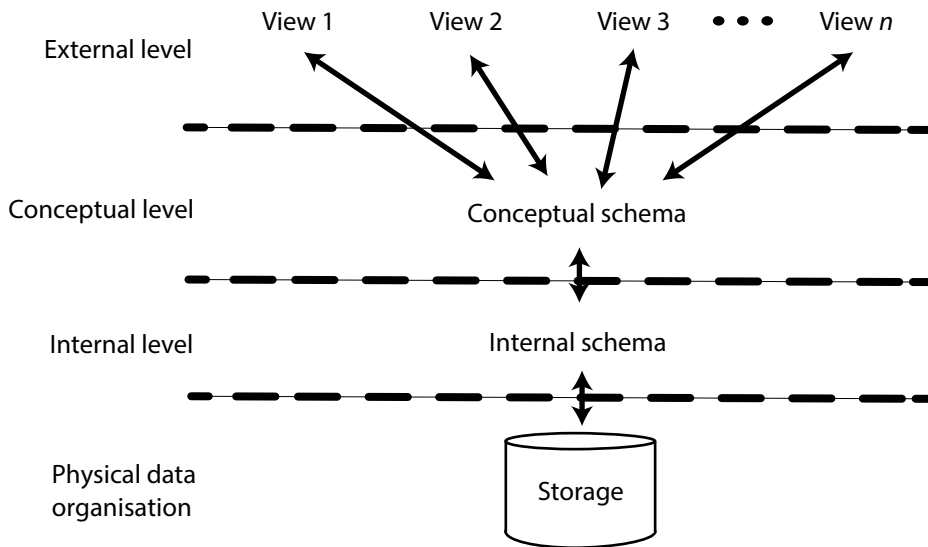 View 1 View 2 View 3 View n
External level
Conceptual level
Conceptual schema
Internal level
Internal schema
Physical data
organisation
Storage